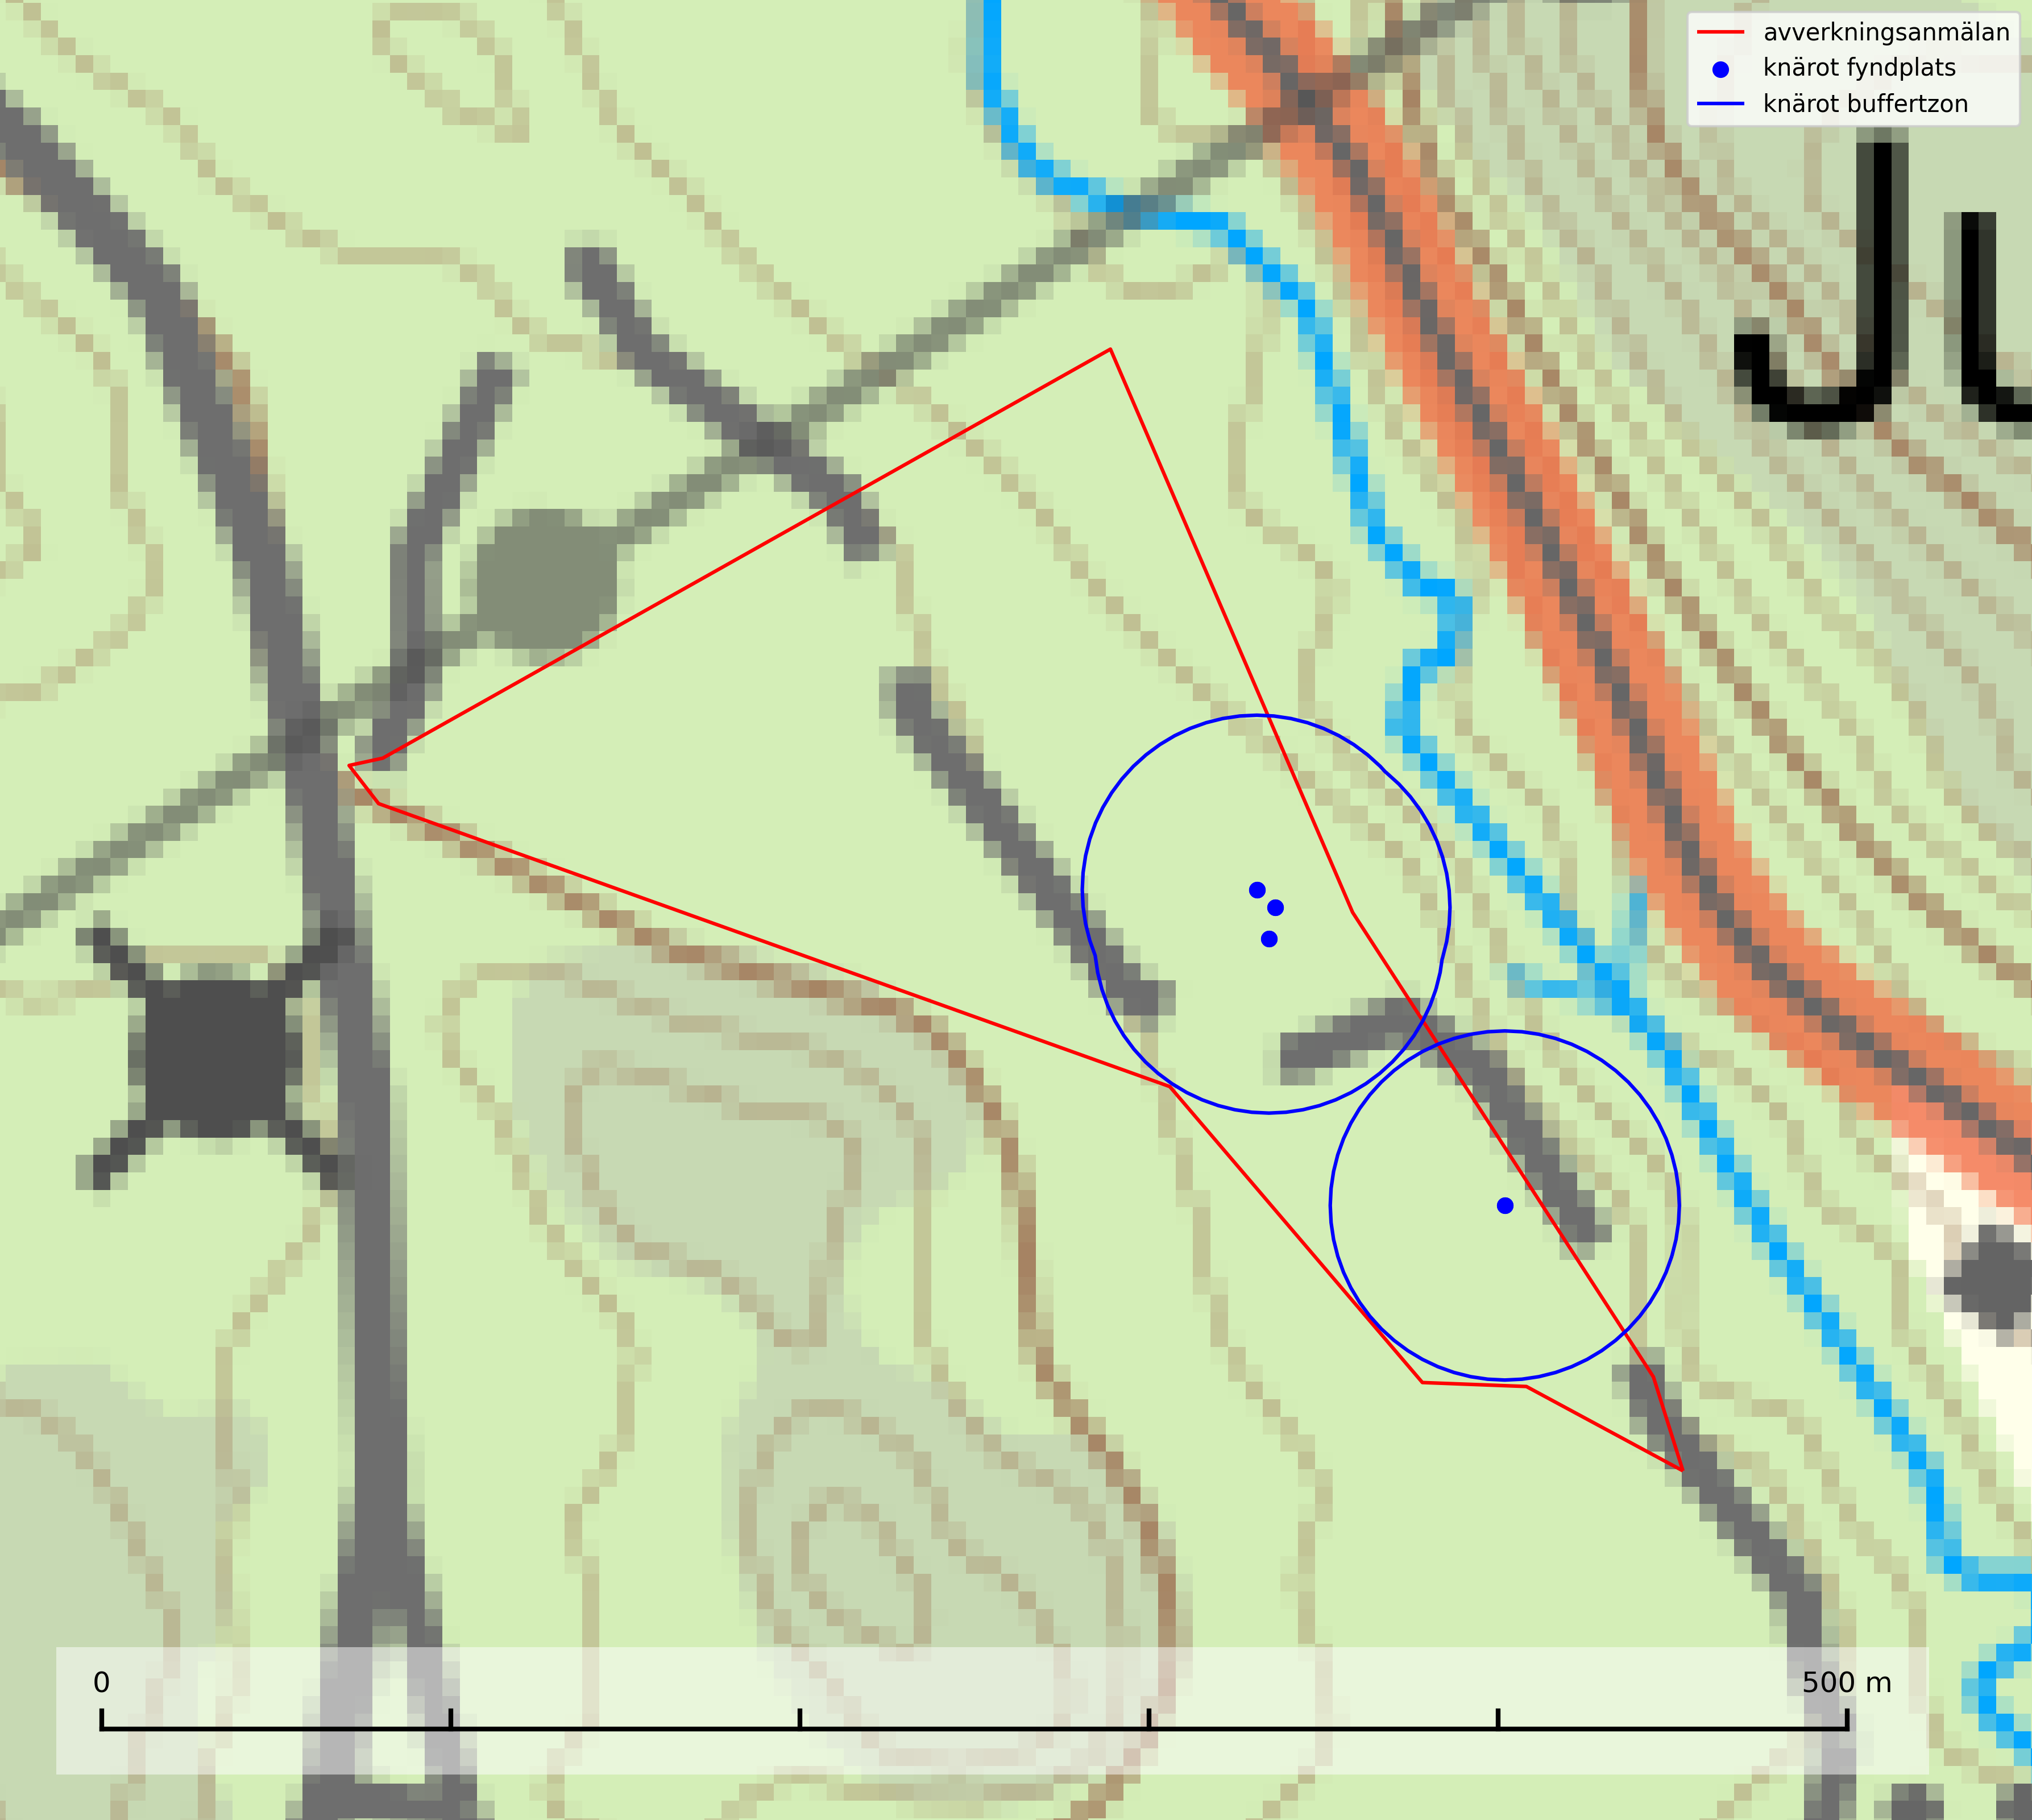 avverkningsanmälan
knärot fyndplats
knärot buffertzon
0
500 m